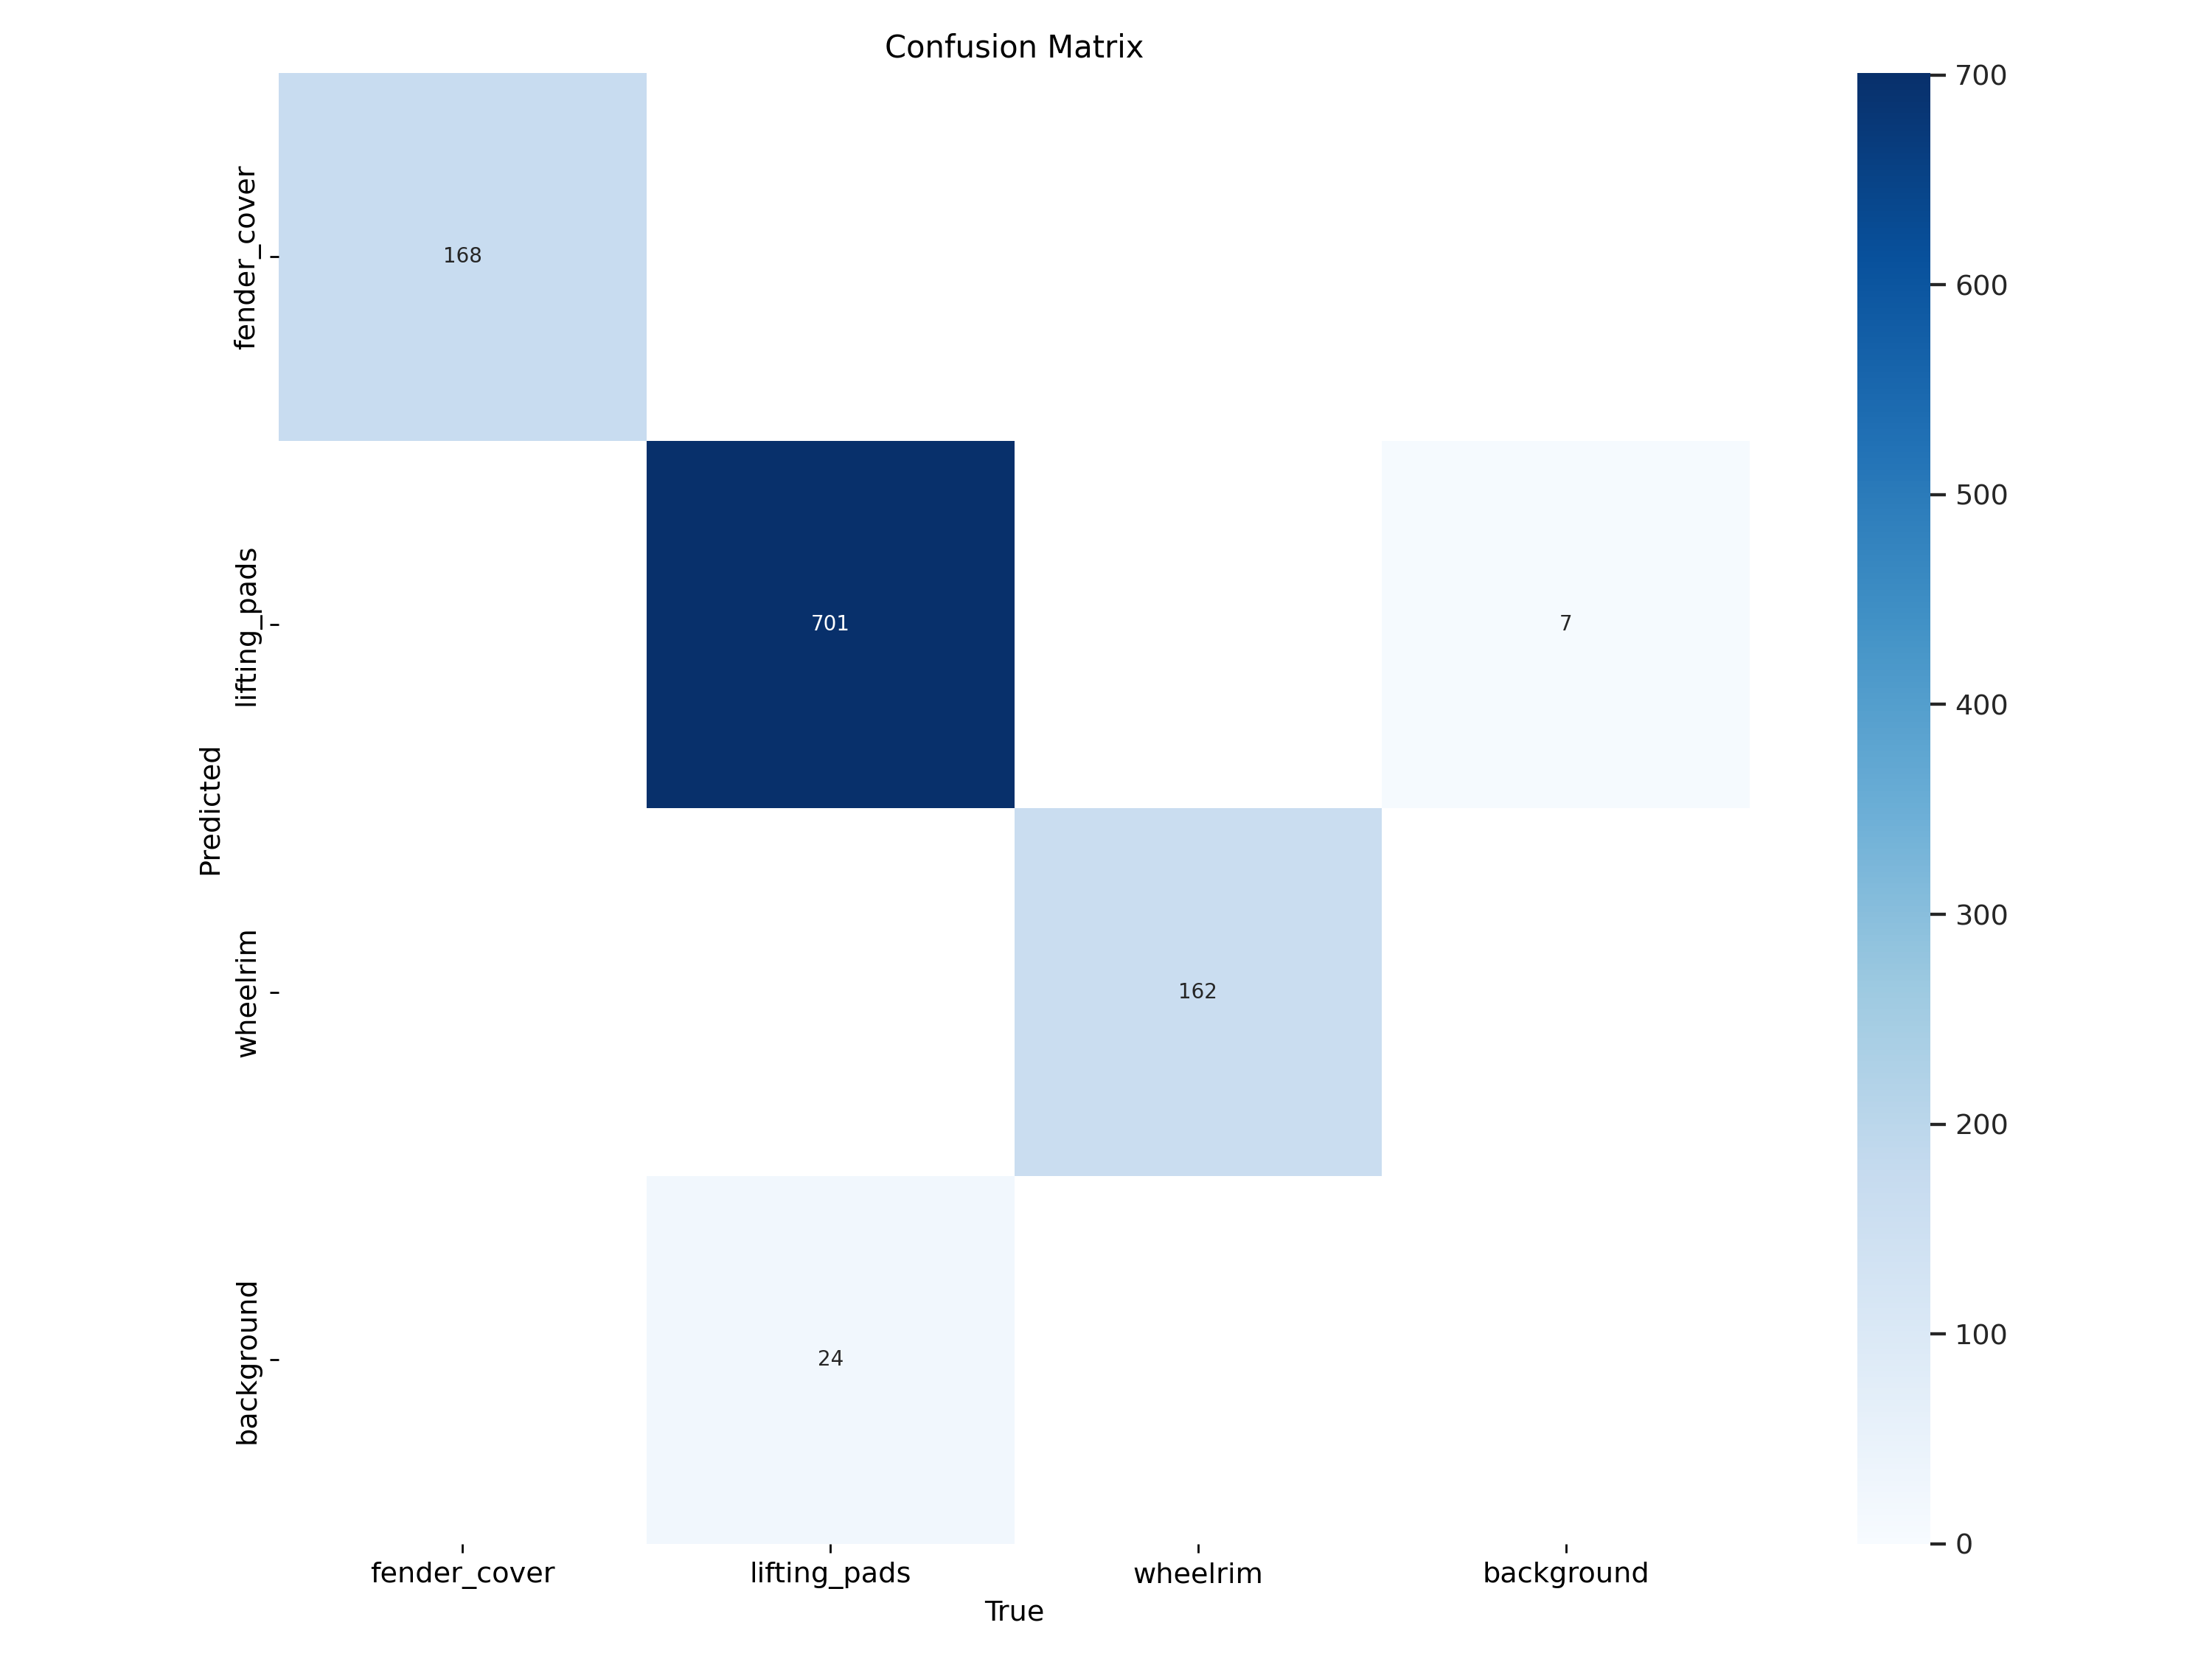 Confusion Matrix
fender_cover
168
lifting_pads
701
7
Predicted
wheelrim
162
background
24
fender_cover
lifting_pads
wheelrim
background
True
700
600
500
400
300
200
100
0